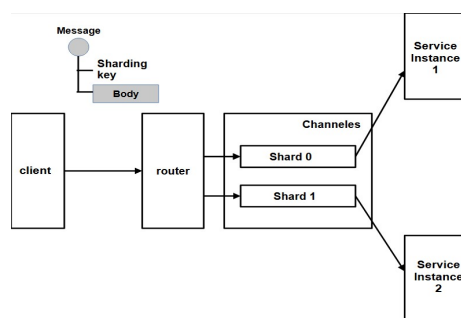 Message
Sharding
key
Body
Channeles
client
router
Shard 0
Shard 1
Service
Instance
1
Service
Instance
2